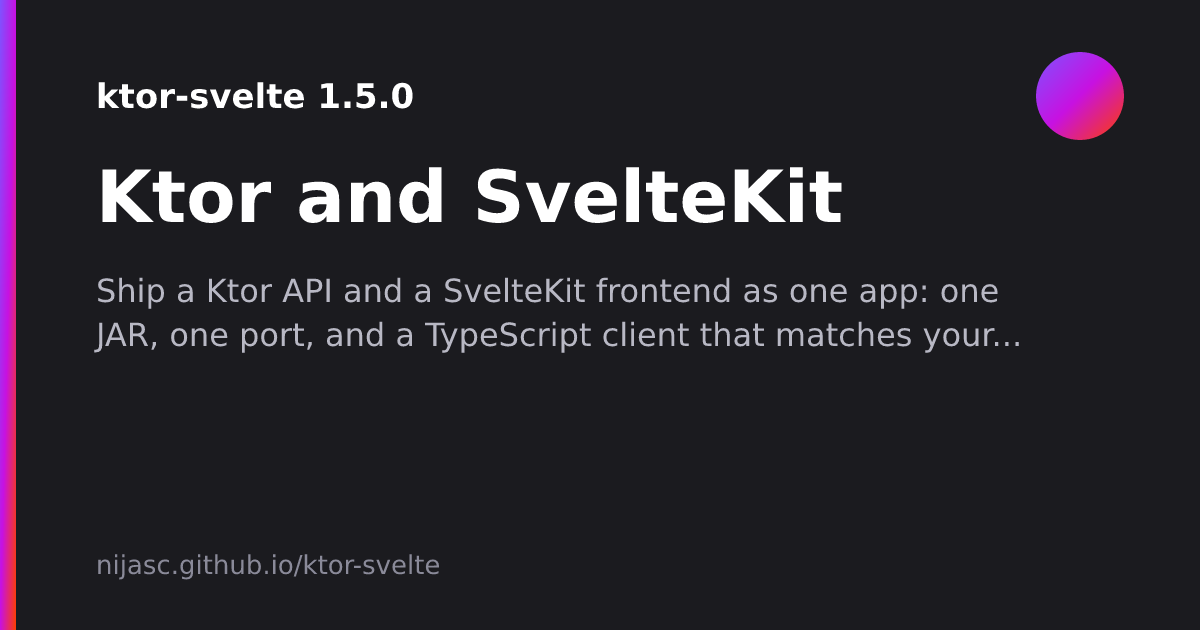 ktor-svelte 1.5.0
Ktor and SvelteKit
Ship a Ktor API and a SvelteKit frontend as one app: one
JAR, one port, and a TypeScript client that matches your...
nijasc.github.io/ktor-svelte